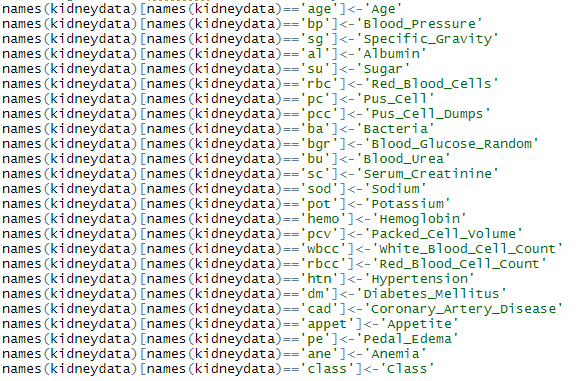 names(kidneydata)[names(kidneydata)=='age']<-'Age'
names(kidneydata)[names(kidneydata)=='bp']<-'Blood_Pressure'
names(kidneydata)[names(kidneydata)=='sg']<-'Specific_Gravity'
names(kidneydata)[names(kidneydata)=='al']<-'Albumin'
names(kidneydata)[names(kidneydata)=='su']<-'Sugar'
names(kidneydata)[names(kidneydata)=='rbc']<-'Red_Blood_Cells'
names(kidneydata)[names(kidneydata)=='pc']<-'Pus_Cell'
names(kidneydata)[names(kidneydata)=='pcc']<-'Pus_Cell_Dumps'
names(kidneydata)[names(kidneydata)=='ba']<-'Bacteria'
names(kidneydata)[names(kidneydata)=='bgr']<-'Blood_Glucose_Random'
names(kidneydata)[names(kidneydata)=='bu']<-'Blood_Urea'
names(kidneydata)[names(kidneydata)=='sc']<-'Serum_Creatinine'
names(kidneydata)[names(kidneydata)=='sod']<-'Sodium'
names(kidneydata)[names(kidneydata)=='pot']<-'Potassium'
names(kidneydata)[names(kidneydata)=='hemo']<-'Hemoglobin'
names(kidneydata)[names(kidneydata)=='pcv']<-'Packed_Cell_Volume'
names(kidneydata)[names(kidneydata)=='wbcc']<-'White_Blood_Cell_Count'
names(kidneydata)[names(kidneydata)=='rbcc']<-'Red_Blood_Cell_Count'
names(kidneydata)[names(kidneydata)=='htn']<-'Hypertension'
names(kidneydata)[names(kidneydata)=='dm']<-'Diabetes_Mellitus'
names(kidneydata)[names(kidneydata)=='cad']<-'Coronary_Artery_Disease'
names(kidneydata)[names(kidneydata)=='appet']<-'Appetite'
names(kidneydata)[names(kidneydata)=='pe']<-'Pedal_Edema'
names(kidneydata)[names(kidneydata)=='ane']<-'Anemia'
names(kidneydata)[names(kidneydata)=='class']<-'Class'